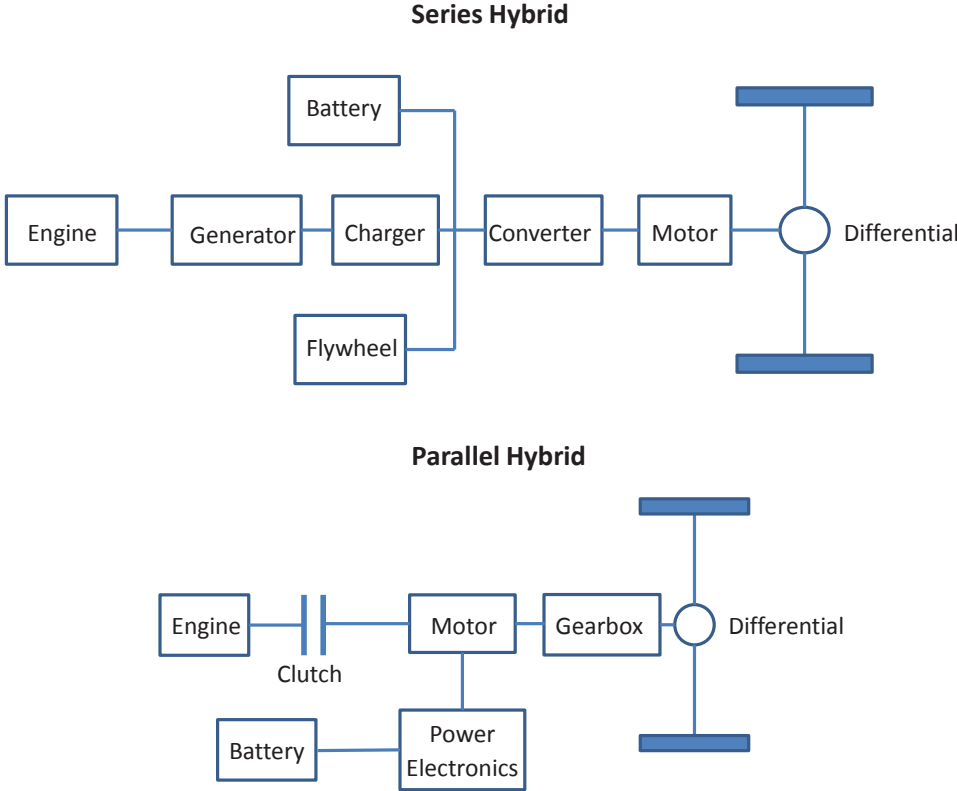 Series Hybrid
Battery
Engine
Generator
Charger
Converter
Motor
Differential
Flywheel
Parallel Hybrid
Engine
Motor
Gearbox
Differential
Clutch
Battery
Power
Electronics